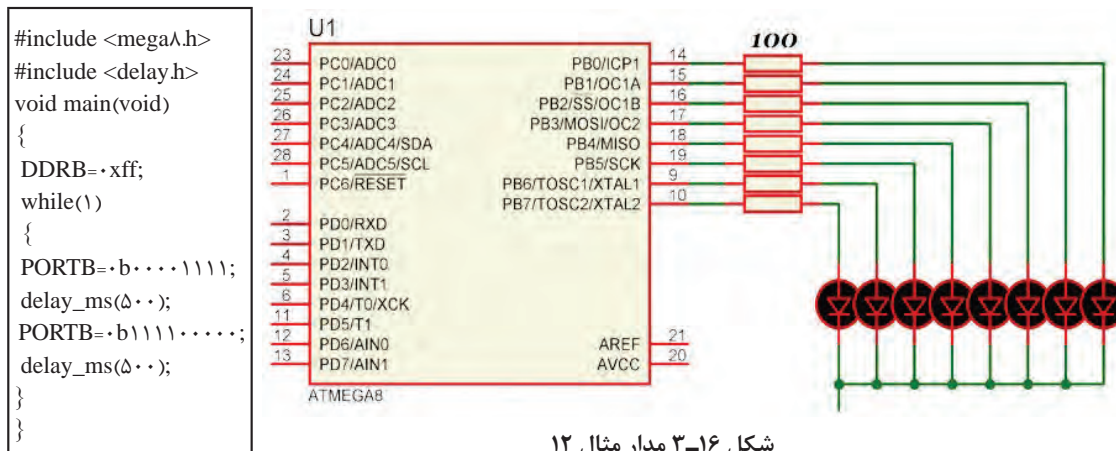 #include <mega۸.h>
#include <delay.h>
void main(void)
{
DDRB=۰xff;
while(۱)
{
PORTB=۰b۰۰۰۰۱۱۱۱;
delay_ms(۵۰۰);
PORTB=۰b۱۱۱۱۰۰۰۰۰;
delay_ms(۵۰۰);
}
}
U1
23 PC0/ADC0
24 PC1/ADC1
25 PC2/ADC2
26 PC3/ADC3
27 PC4/ADC4/SDA
28 PC5/ADC5/SCL
1 PC6/RESET
2 PD0/RXD
3 PD1/TXD
4 PD2/INT0
5 PD3/INT1
6 PD4/T0/XCK
11 PD5/T1
12 PD6/AIN0
13 PD7/AIN1
PB0/ICP1 14
PB1/OC1A 15
PB2/SS/OC1B 16
PB3/MOSI/OC2 17
PB4/MISO 18
PB5/SCK 19
PB6/TOSC1/XTAL1 9
PB7/TOSC2/XTAL2 10
AREF 21
AVCC 20
ATMEGA8
100
شکل ۱۶ــ۳ مدار مثال ۱۲